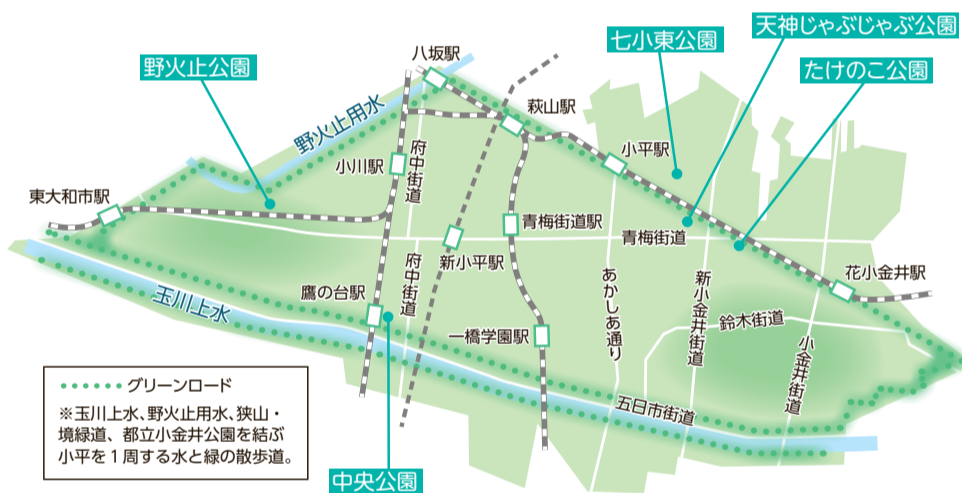 天神じゃぶじゃぶ公園
七小東公園
野火止公園
たけのこ公園
八坂駅
萩山駅
野火止用水
小平駅
府中街道
小川駅
東大和市駅
青梅街道駅
青梅街道
新小平駅
府中街道
花小金井駅
あかしあ通り
新小金井街道
鷹の台駅
玉川上水
鈴木街道
一橋学園駅
小金井街道
五日市街道
グリーンロード
※玉川上水、野火止用水、狭山・
境緑道、都立小金井公園を結ぶ
小平を1周する水と緑の散歩道。
中央公園